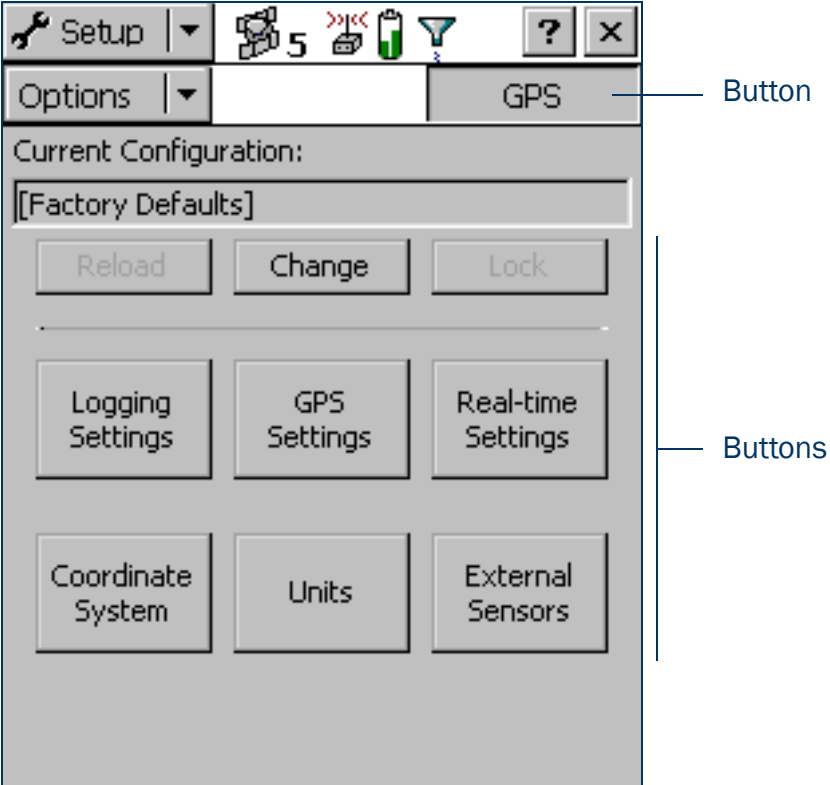 Setup
5
?
Options
GPS
Button
Current Configuration:
[Factory Defaults]
Reload
Change
Lock
Logging
Settings
GPS
Settings
Real-time
Settings
Buttons
Coordinate
System
Units
External
Sensors